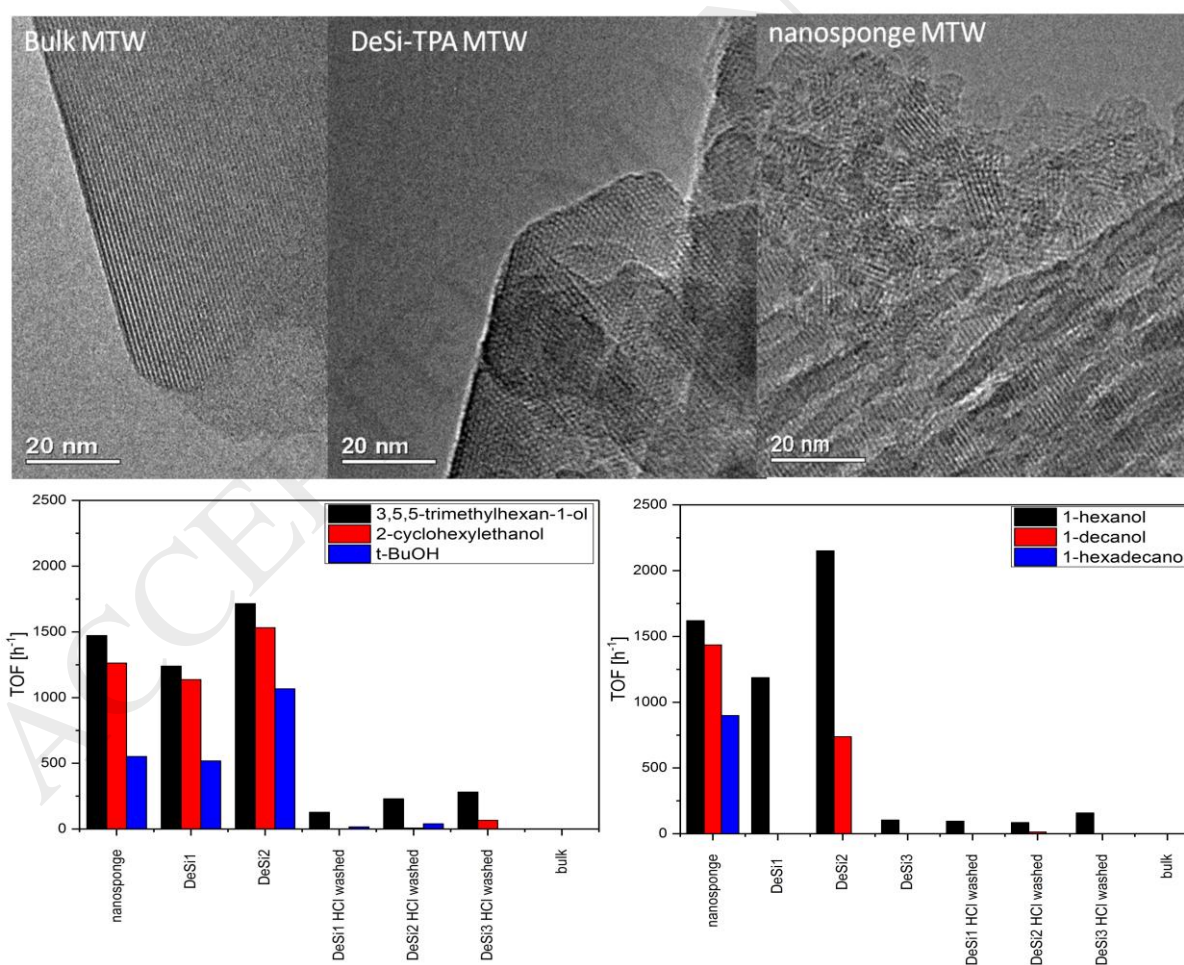 Bulk MTW
DeSi-TPA MTW
nanosponge MTW
20 nm
20 nm
20 nm
ACCE
2500
2000
1500
1000
500
0
TOF [h⁻¹]
3,5,5-trimethylhexan-1-ol
2-cyclohexylethanol
t-BuOH
nanosponge
DeSi1
DeSi2
DeSi1 HCl washed
DeSi2 HCl washed
DeSi3 HCl washed
bulk
2500
2000
1500
1000
500
0
TOF [h⁻¹]
1-hexanol
1-decanol
1-hexadecanol
nanosponge
DeSi1
DeSi2
DeSi3
DeSi1 HCl washed
DeSi2 HCl washed
DeSi3 HCl washed
bulk